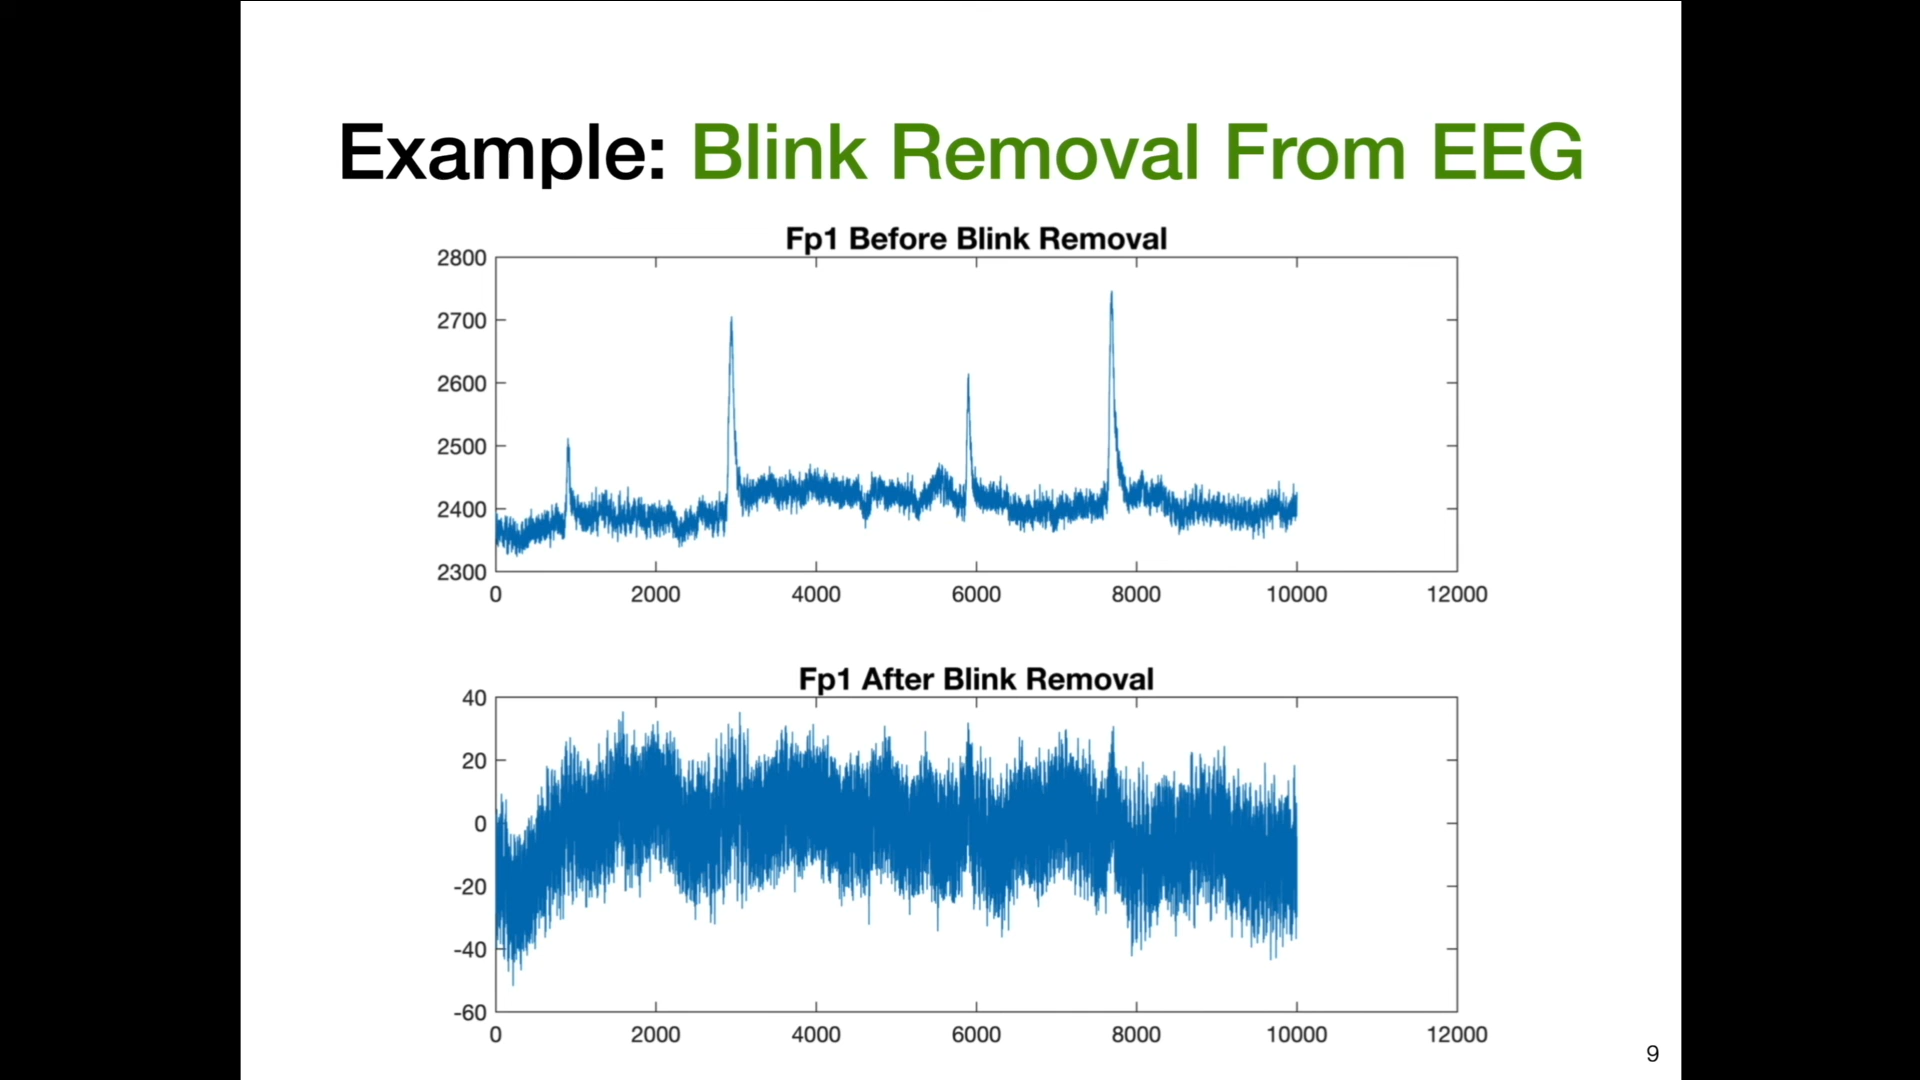 Example: Blink Removal From EEG
Fp1 Before Blink Removal
2800
2700
2600
2500
2400
2300
0 2000 4000 6000 8000 10000 12000
Fp1 After Blink Removal
40
20
0
-20
-40
-60
0 2000 4000 6000 8000 10000 12000
9